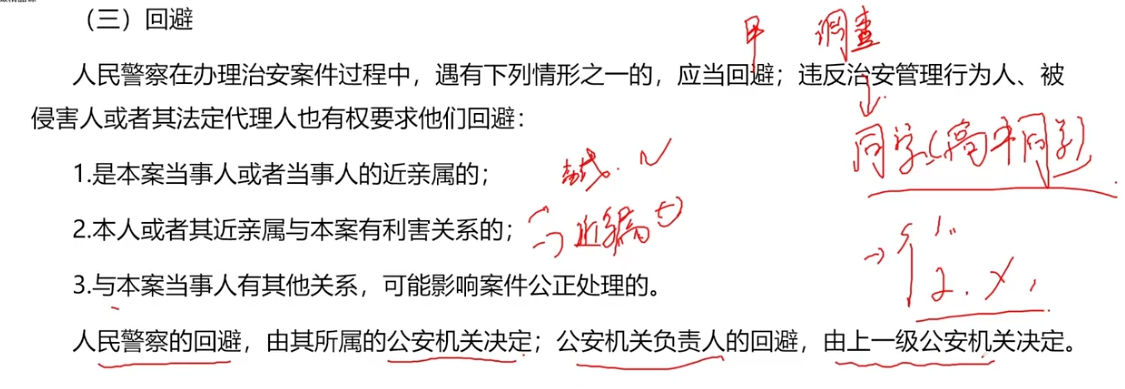 （三）回避
甲 调查
人民警察在办理治安案件过程中，遇有下列情形之一的，应当回避；违反治安管理行为人、被
侵害人或者其法定代理人也有权要求他们回避：
同学（高中同学）
1.是本案当事人或者当事人的近亲属的；
2.本人或者其近亲属与本案有利害关系的；
1.
2.
3.与本案当事人有其他关系，可能影响案件公正处理的。
人民警察的回避，由其所属的公安机关决定；公安机关负责人的回避，由上一级公安机关决定。